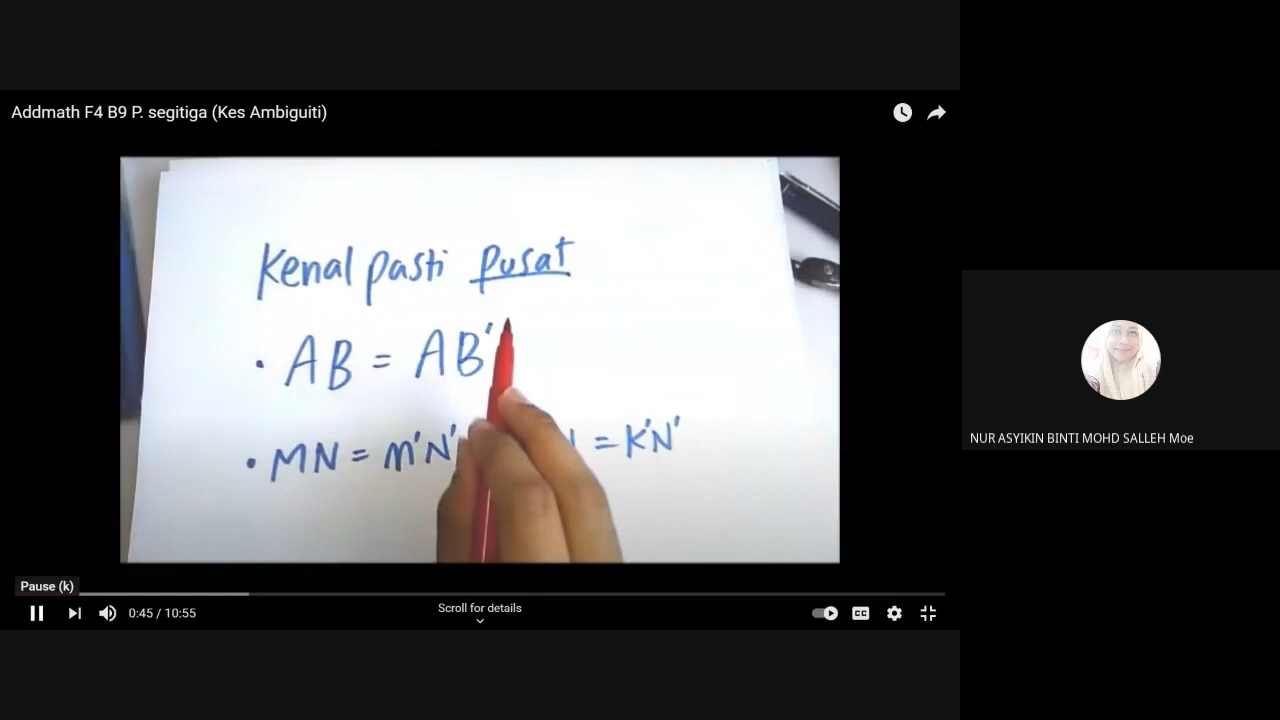 Addmath F4 B9 P. segitiga (Kes Ambiguiti)
Kenal pasti pusat
• AB = AB'
• MN = M'N' = K'N'
NUR ASYIKIN BINTI MOHD SALLEH Moe
Pause (k)
0:45 / 10:55
Scroll for details
CC